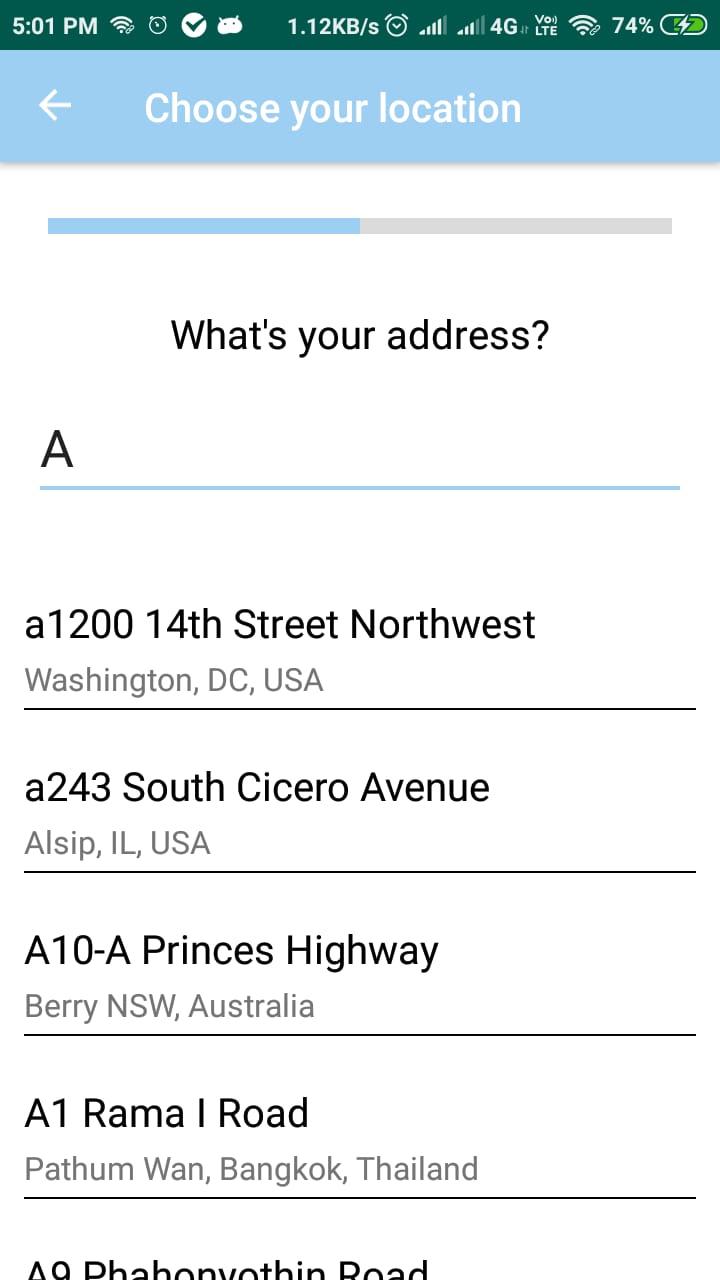 5:01 PM 1.12KB/s 4G VoLTE 74%
Choose your location
What's your address?
A
a1200 14th Street Northwest
Washington, DC, USA
a243 South Cicero Avenue
Alsip, IL, USA
A10-A Princes Highway
Berry NSW, Australia
A1 Rama I Road
Pathum Wan, Bangkok, Thailand
A9 Phahonyothin Road